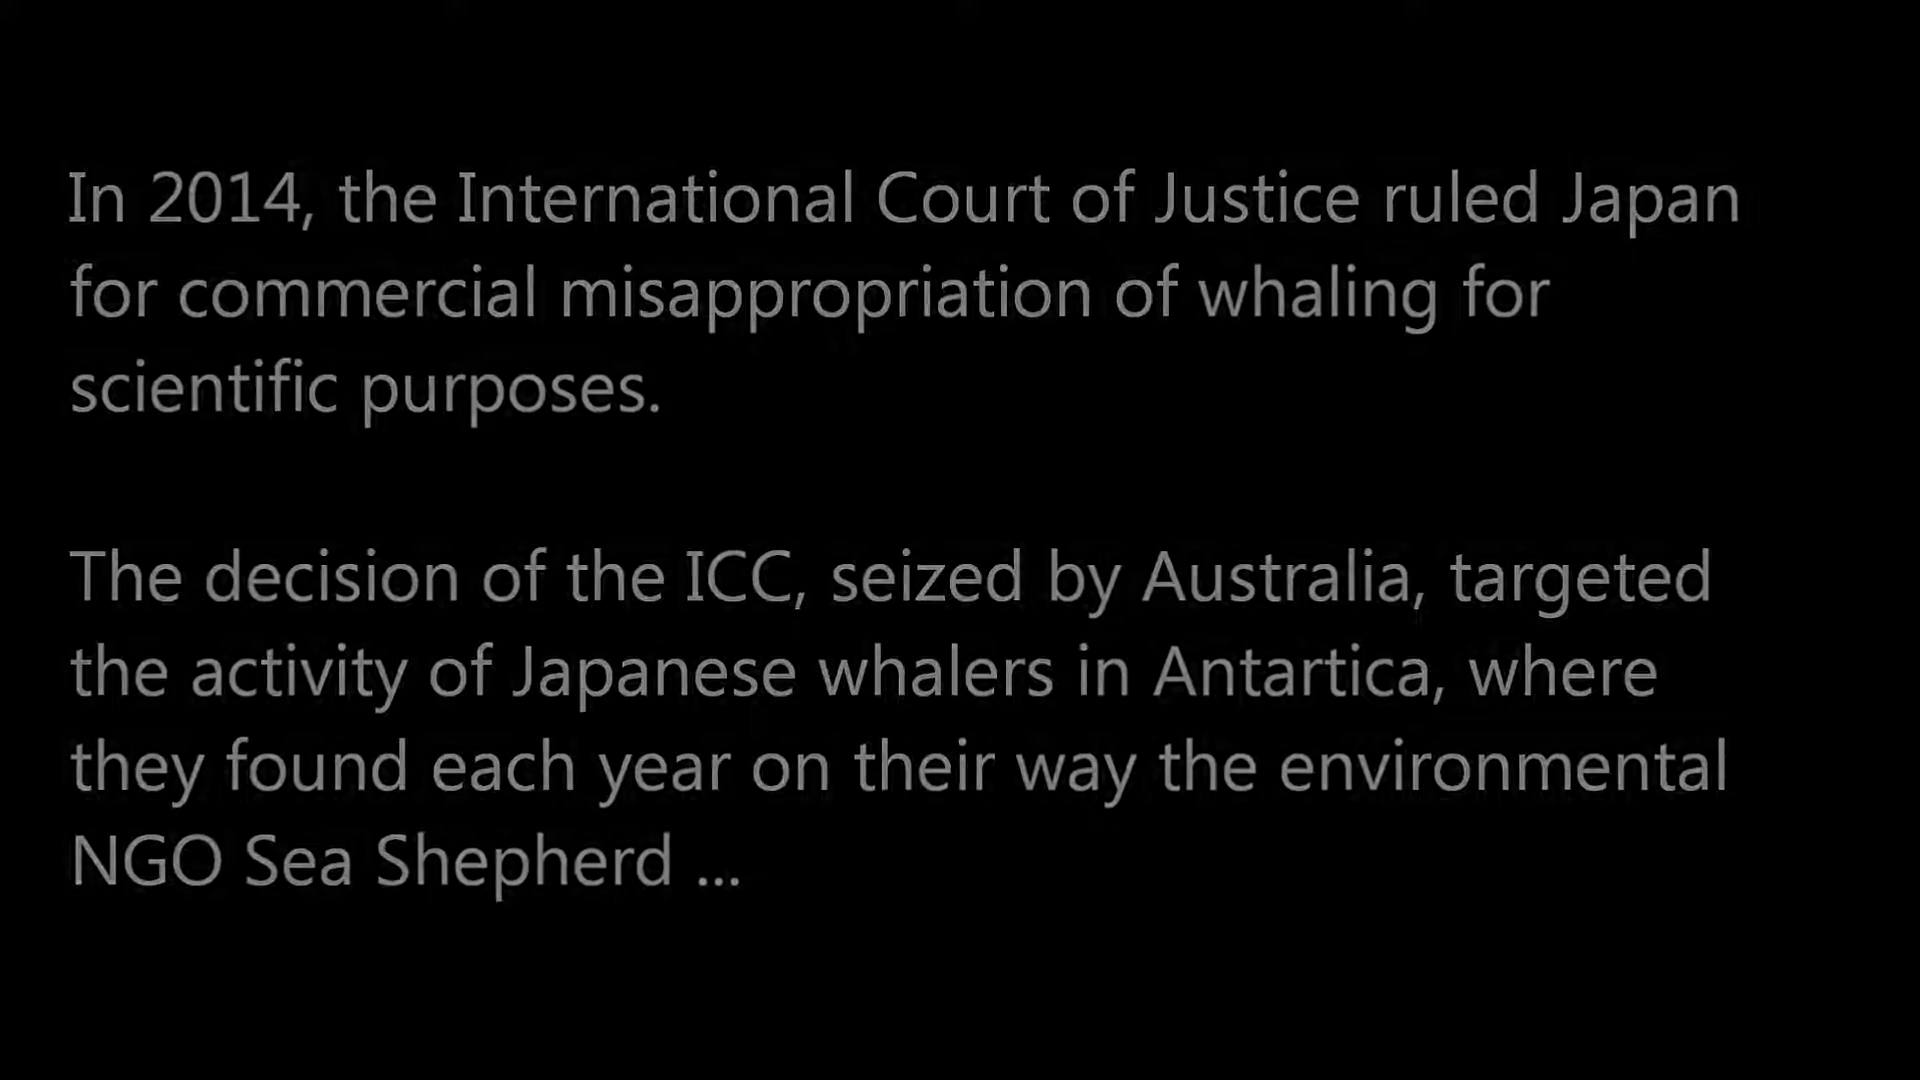 In 2014, the International Court of Justice ruled Japan
for commercial misappropriation of whaling for
scientific purposes.
The decision of the ICC, seized by Australia, targeted
the activity of Japanese whalers in Antartica, where
they found each year on their way the environmental
NGO Sea Shepherd ...